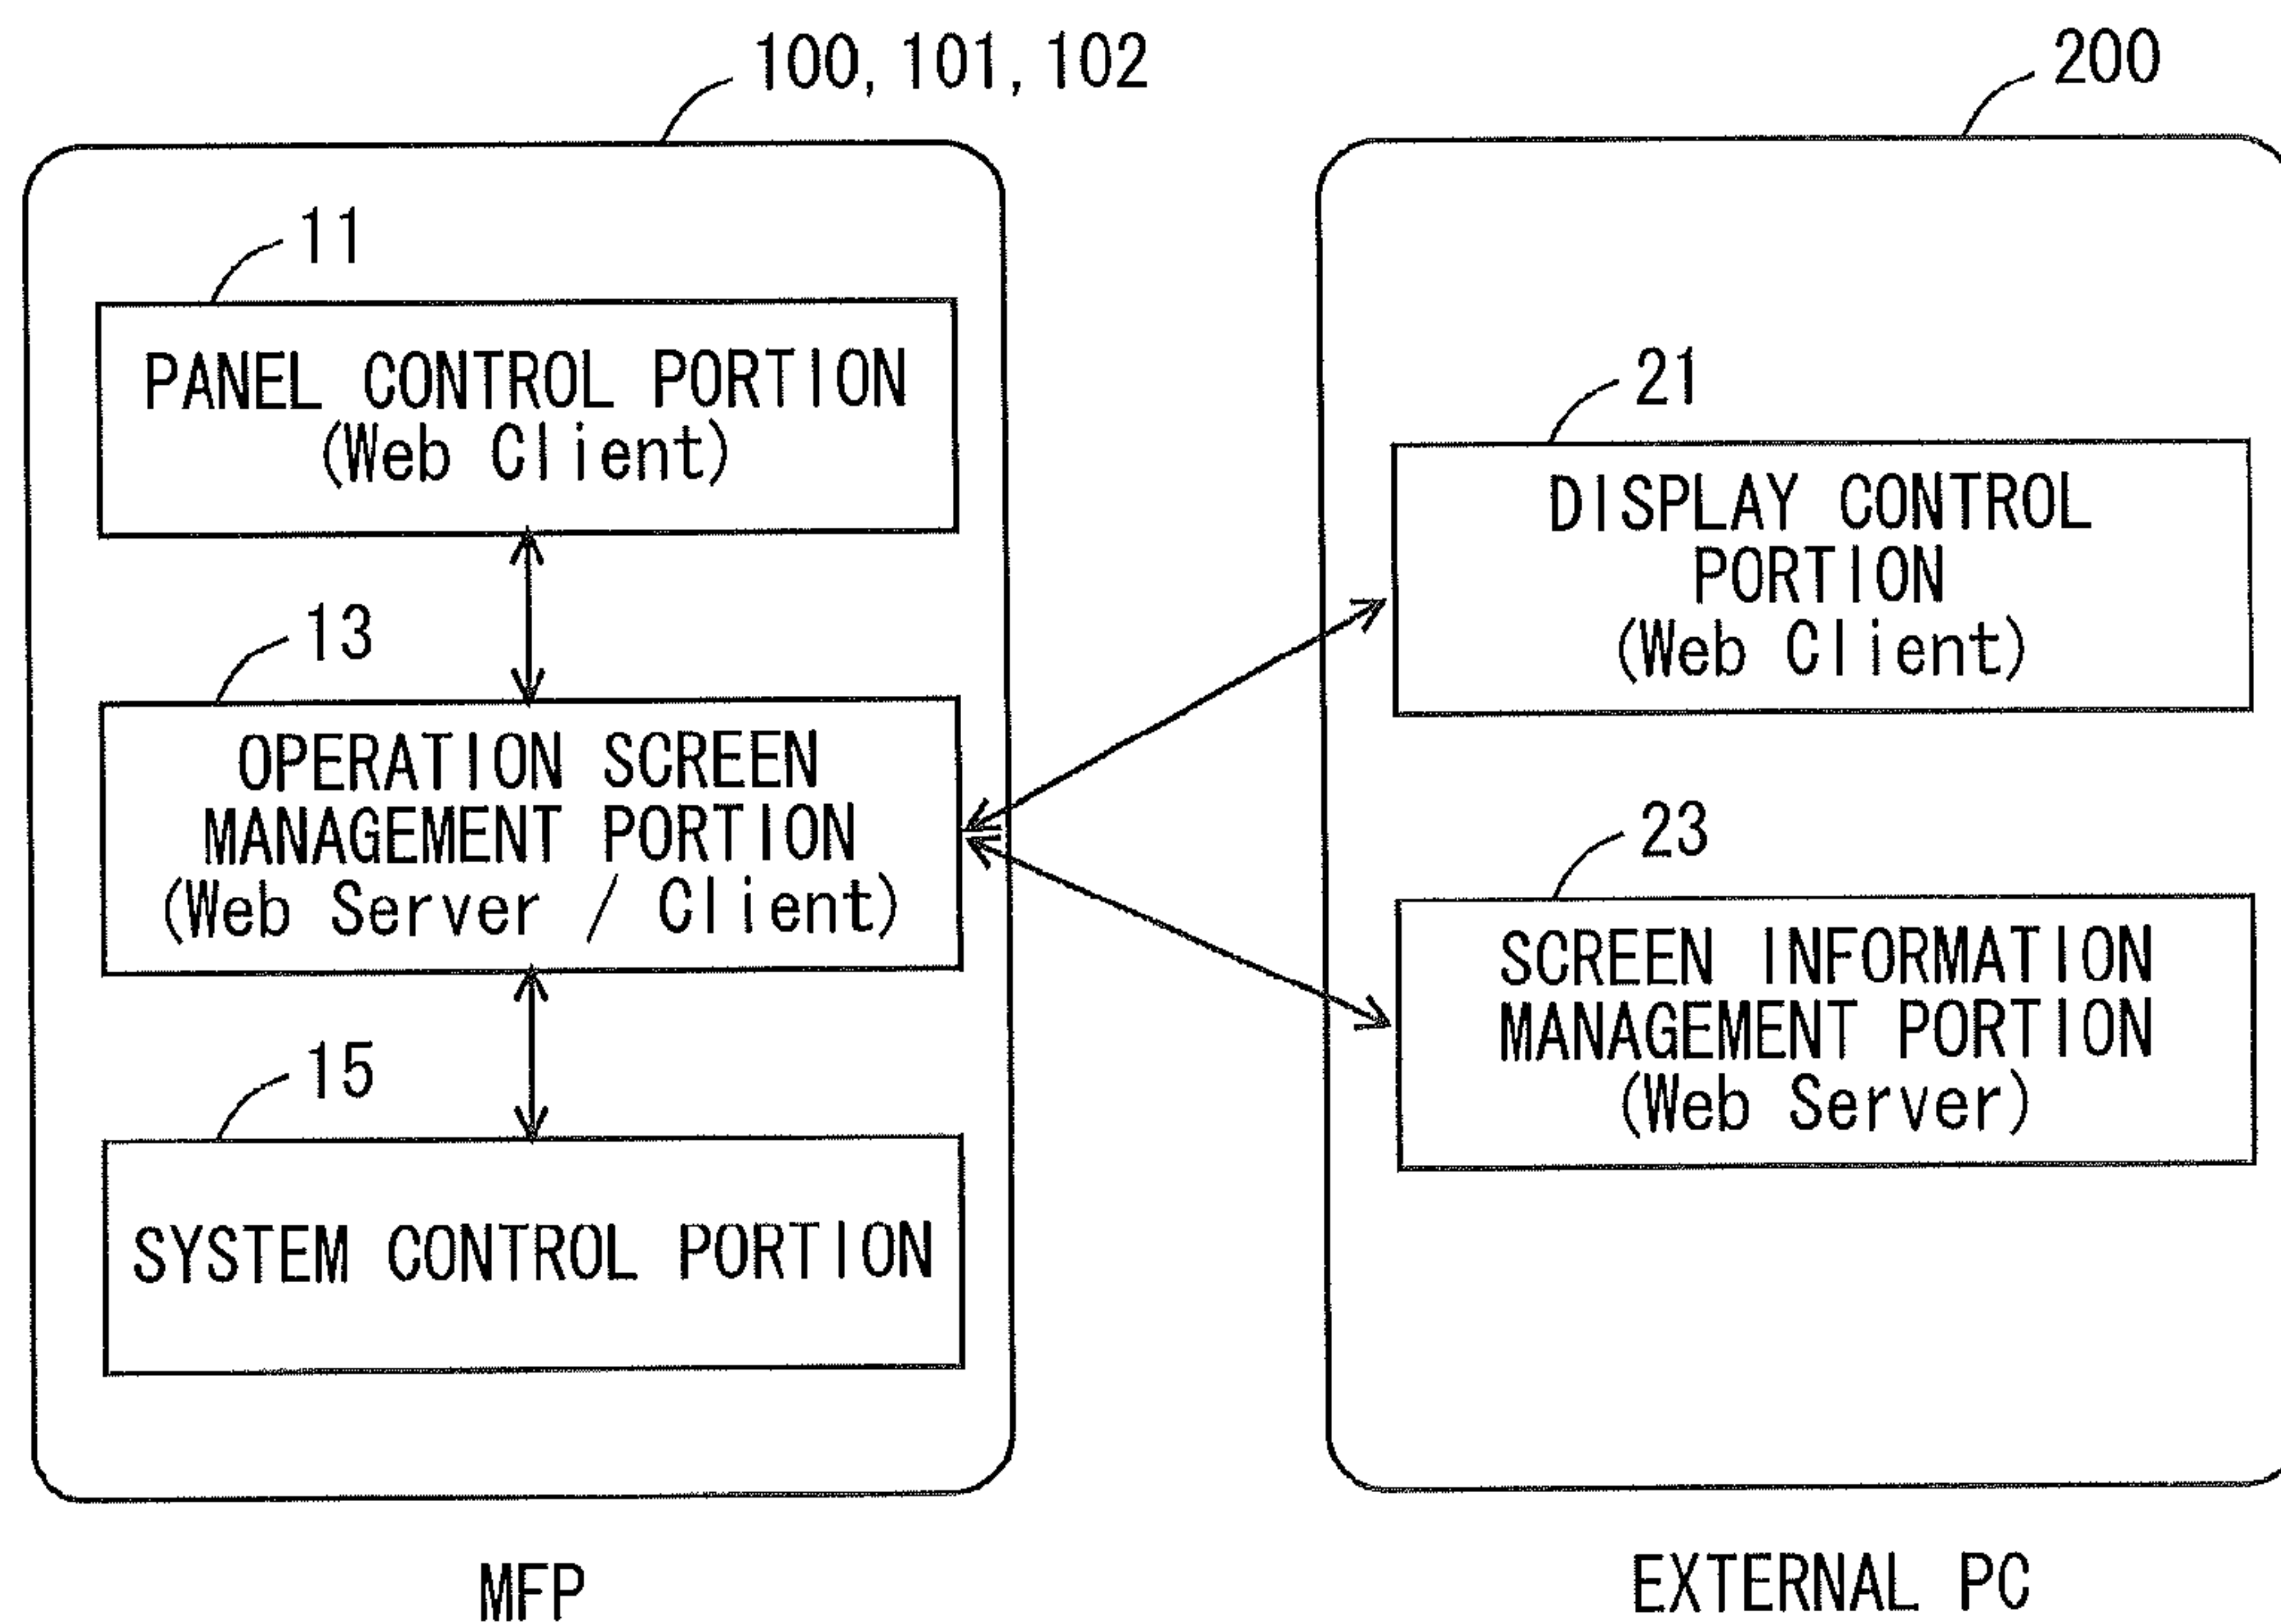 100, 101, 102
11
PANEL CONTROL PORTION
(Web Client)
13
OPERATION SCREEN
MANAGEMENT PORTION
(Web Server / Client)
15
SYSTEM CONTROL PORTION
MFP
200
21
DISPLAY CONTROL
PORTION
(Web Client)
23
SCREEN INFORMATION
MANAGEMENT PORTION
(Web Server)
EXTERNAL PC